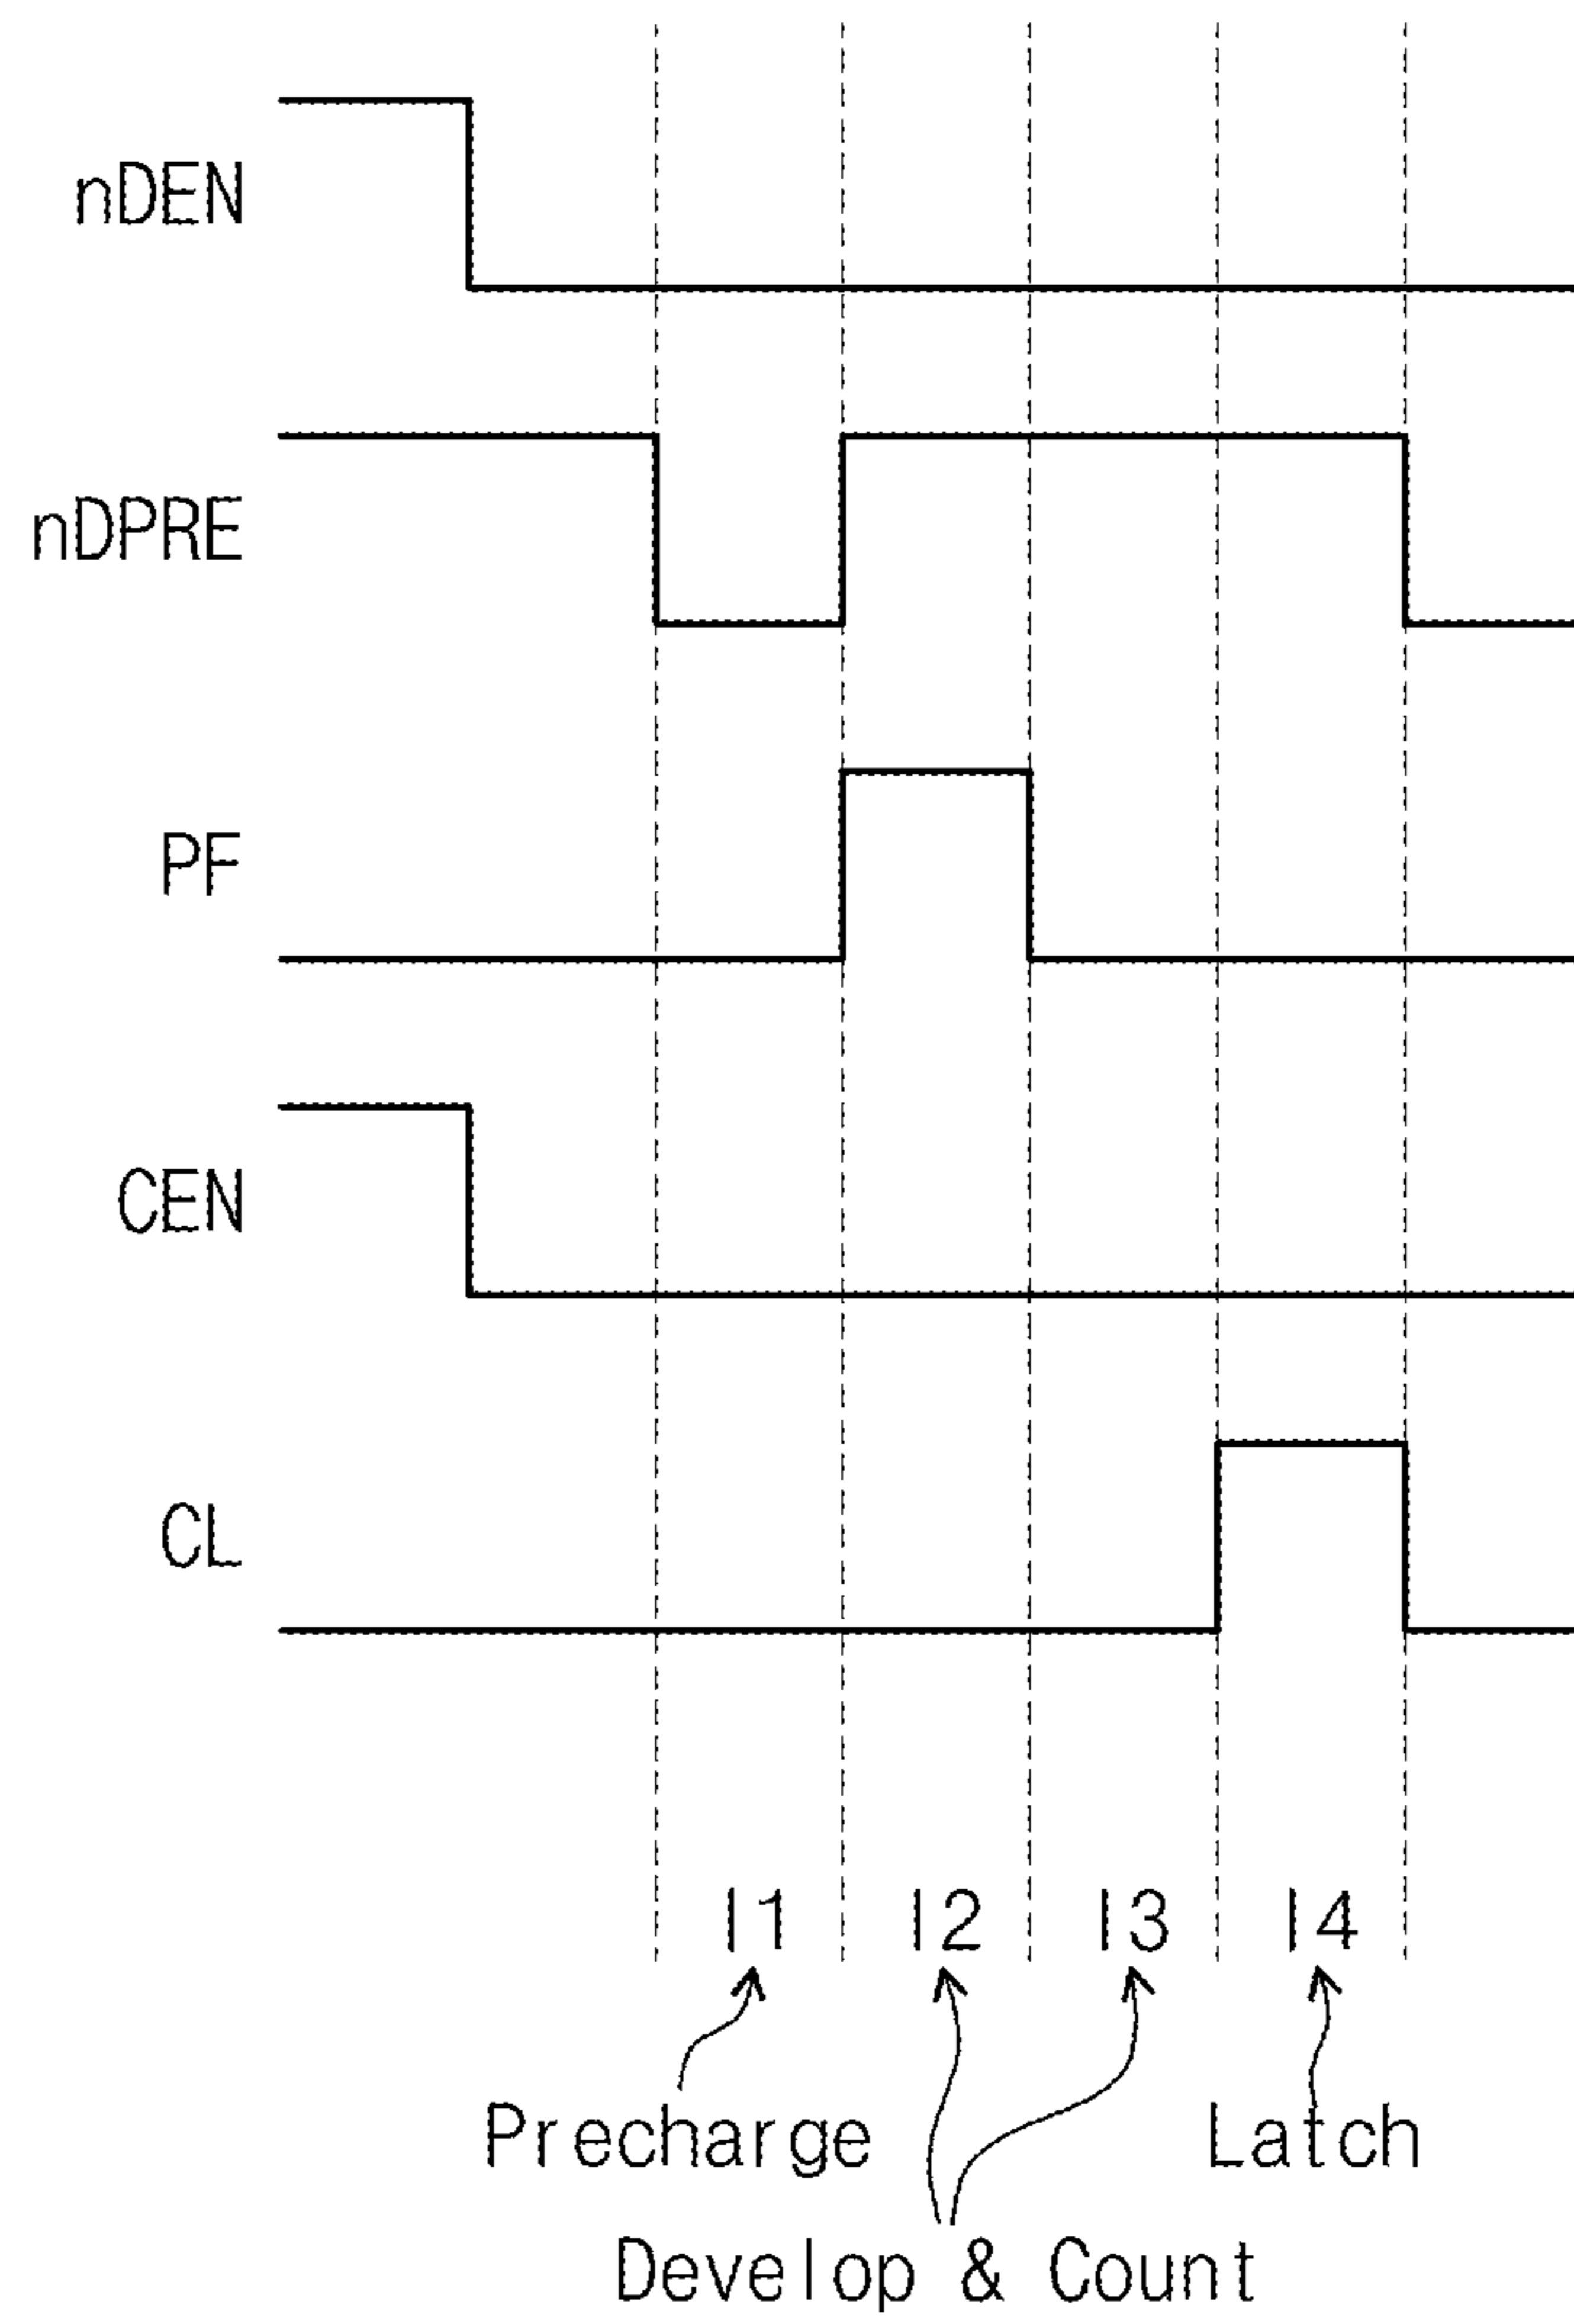 nDEN
nDPRE
PF
CEN
CL
I1 I2 I3 I4
Precharge Latch
Develop & Count